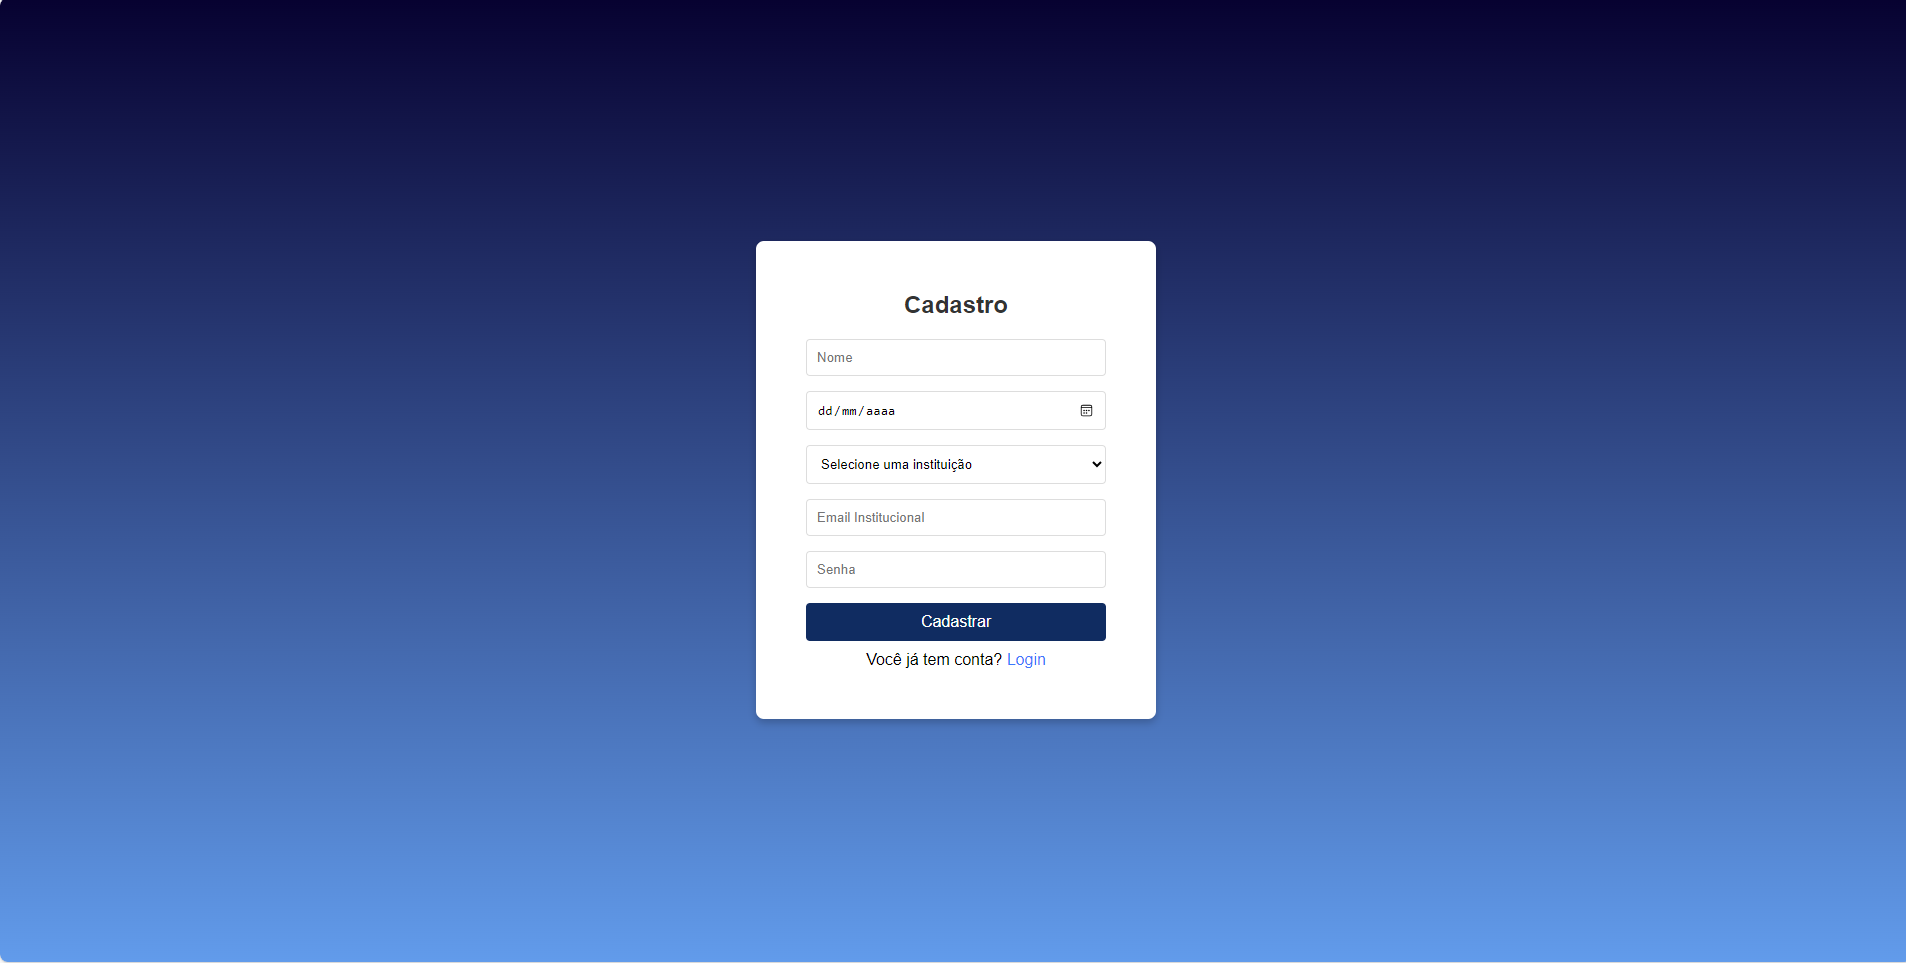 Cadastro
Nome
dd/mm/aaaa
Selecione uma instituição
Email Institucional
Senha
Cadastrar
Você já tem conta? Login